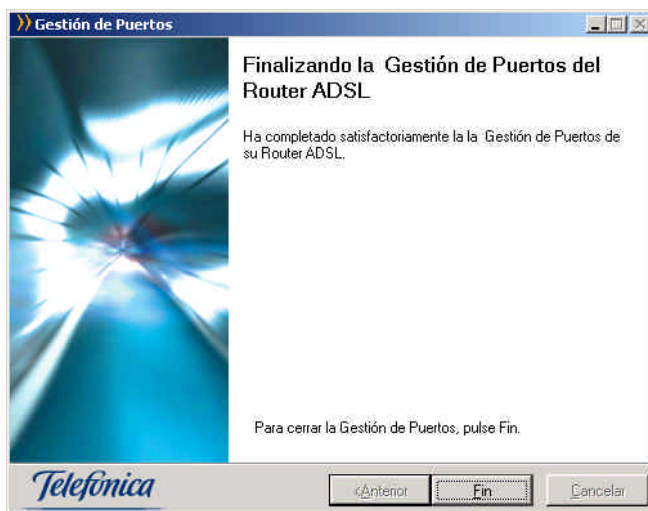 Gestión de Puertos
Finalizando la Gestión de Puertos del
Router ADSL
Ha completado satisfactoriamente la la Gestión de Puertos de
su Router ADSL.
Para cerrar la Gestión de Puertos, pulse Fin.
Telefónica
<Anterior
Fin
Cancelar